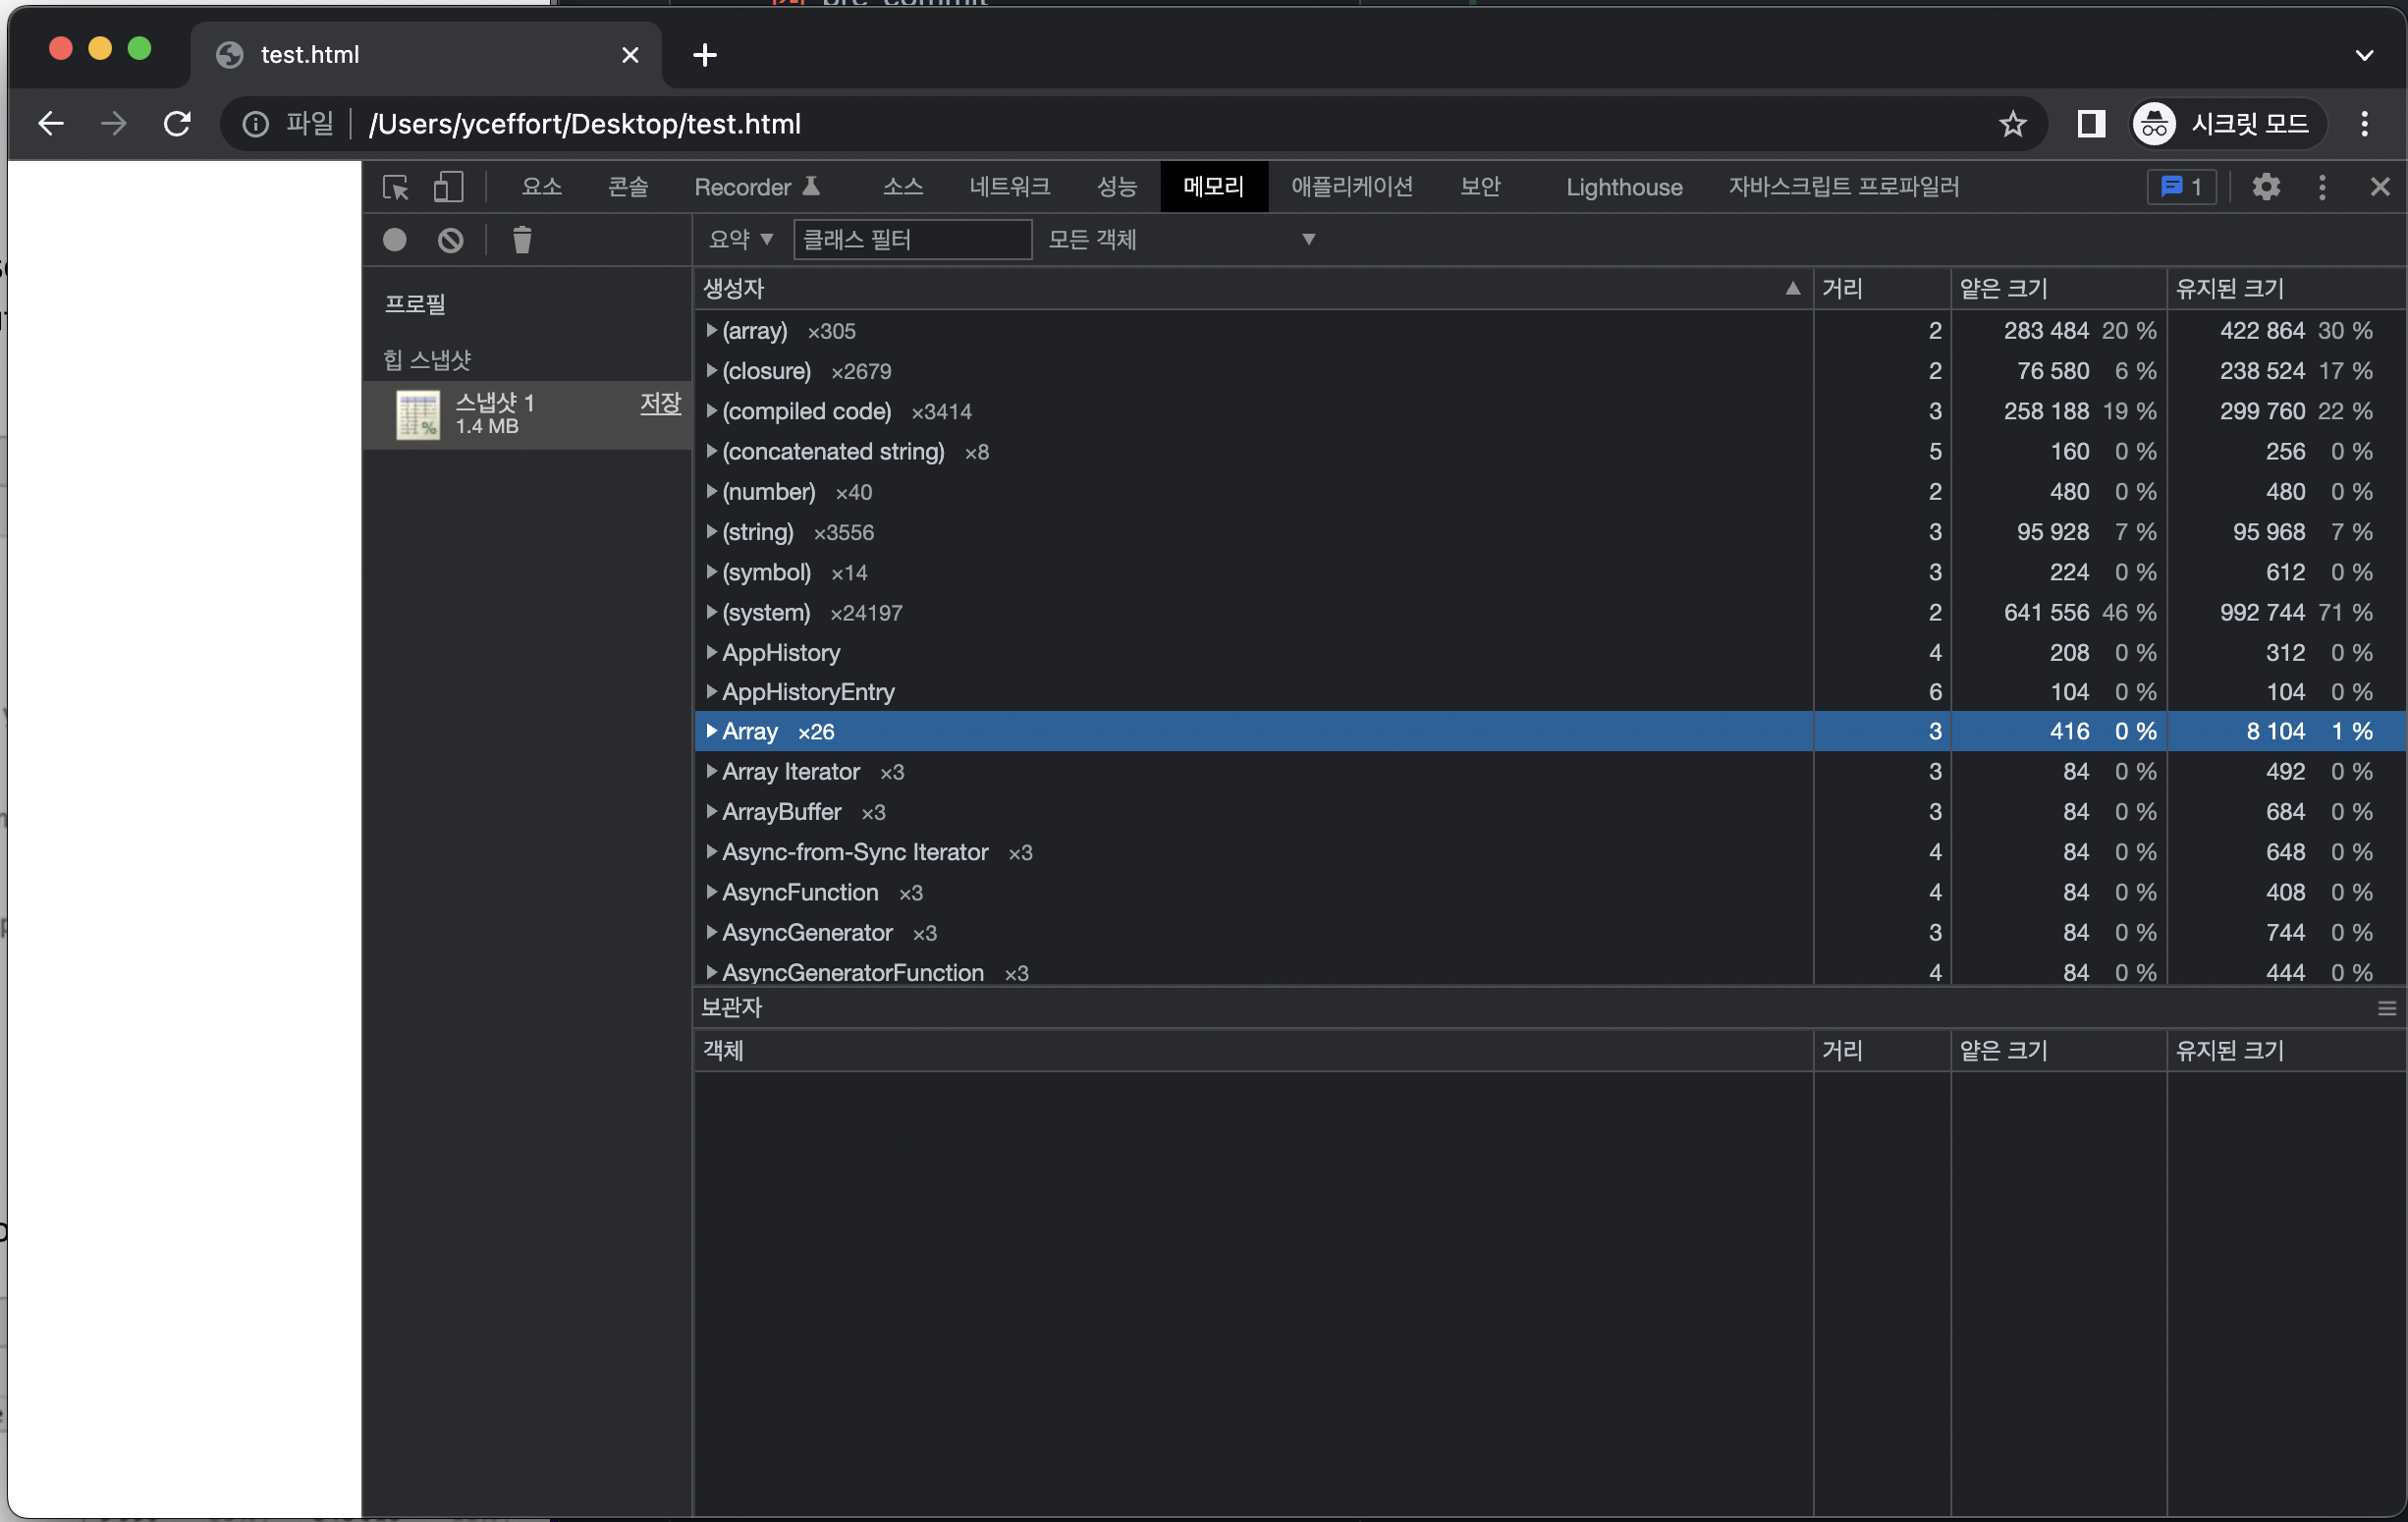 test.html
파일 /Users/yceffort/Desktop/test.html 시크릿 모드
요소 콘솔 Recorder 소스 네트워크 성능 메모리 애플리케이션 보안 Lighthouse 자바스크립트 프로파일러 1
요약 ▼ 클래스 필터 모든 객체 ▼
프로필
힙 스냅샷
스냅샷 1 저장
1.4 MB
생성자 ▲ 거리 얕은 크기 유지된 크기
(array) ×305 2 283 484 20 % 422 864 30 %
(closure) ×2679 2 76 580 6 % 238 524 17 %
(compiled code) ×3414 3 258 188 19 % 299 760 22 %
(concatenated string) ×8 5 160 0 % 256 0 %
(number) ×40 2 480 0 % 480 0 %
(string) ×3556 3 95 928 7 % 95 968 7 %
(symbol) ×14 3 224 0 % 612 0 %
(system) ×24197 2 641 556 46 % 992 744 71 %
AppHistory 4 208 0 % 312 0 %
AppHistoryEntry 6 104 0 % 104 0 %
Array ×26 3 416 0 % 8 104 1 %
Array Iterator ×3 3 84 0 % 492 0 %
ArrayBuffer ×3 3 84 0 % 684 0 %
Async-from-Sync Iterator ×3 4 84 0 % 648 0 %
AsyncFunction ×3 4 84 0 % 408 0 %
AsyncGenerator ×3 3 84 0 % 744 0 %
AsyncGeneratorFunction ×3 4 84 0 % 444 0 %
보관자
객체 거리 얕은 크기 유지된 크기